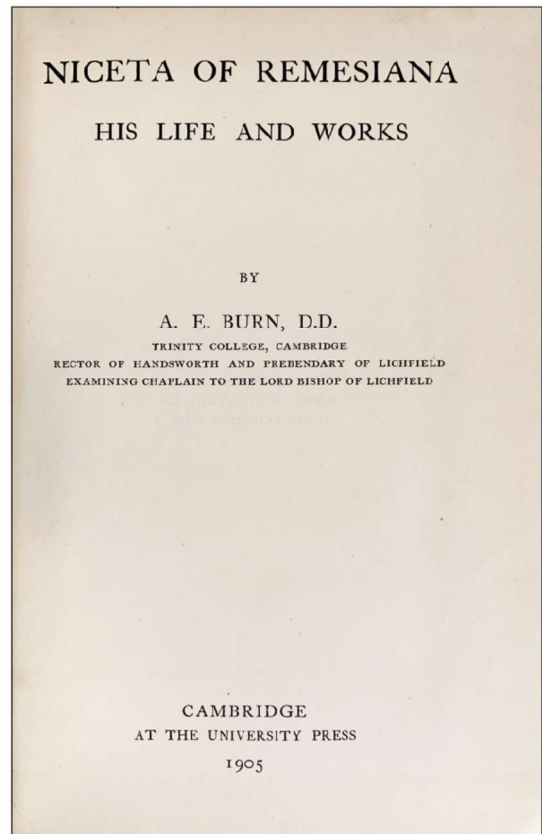 NICETA OF REMESIANA
HIS LIFE AND WORKS
BY
A. E. BURN, D.D.
TRINITY COLLEGE, CAMBRIDGE
RECTOR OF HANDSWORTH AND PREBENDARY OF LICHFIELD
EXAMINING CHAPLAIN TO THE LORD BISHOP OF LICHFIELD
CAMBRIDGE
AT THE UNIVERSITY PRESS
1905